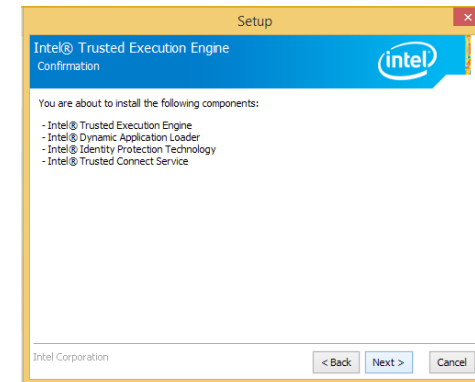 Setup
Intel® Trusted Execution Engine
Confirmation
intel
You are about to install the following components:
- Intel® Trusted Execution Engine
- Intel® Dynamic Application Loader
- Intel® Identity Protection Technology
- Intel® Trusted Connect Service
Intel Corporation
< Back Next > Cancel